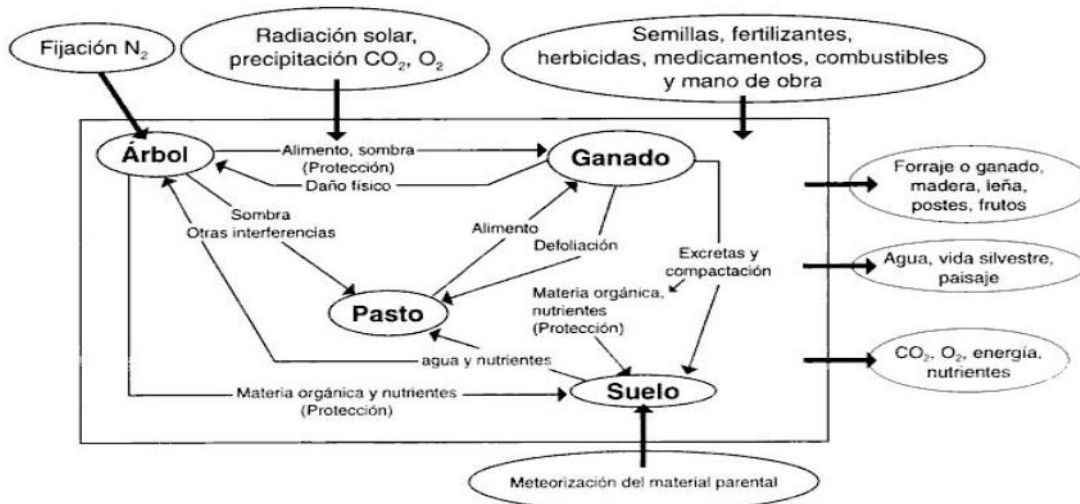 Fijación N₂
Radiación solar,
precipitación CO₂, O₂
Semillas, fertilizantes,
herbicidas, medicamentos, combustibles
y mano de obra
Árbol
Alimento, sombra
(Protección)
Daño físico
Ganado
Forraje o ganado,
madera, leña,
postes, frutos
Sombra
Otras interferencias
Alimento
Defoliación
Excretas y
compactación
Agua, vida silvestre,
paisaje
Pasto
Materia orgánica,
nutrientes
(Protección)
agua y nutrientes
CO₂, O₂, energía,
nutrientes
Materia orgánica y nutrientes
(Protección)
Suelo
Meteorización del material parental